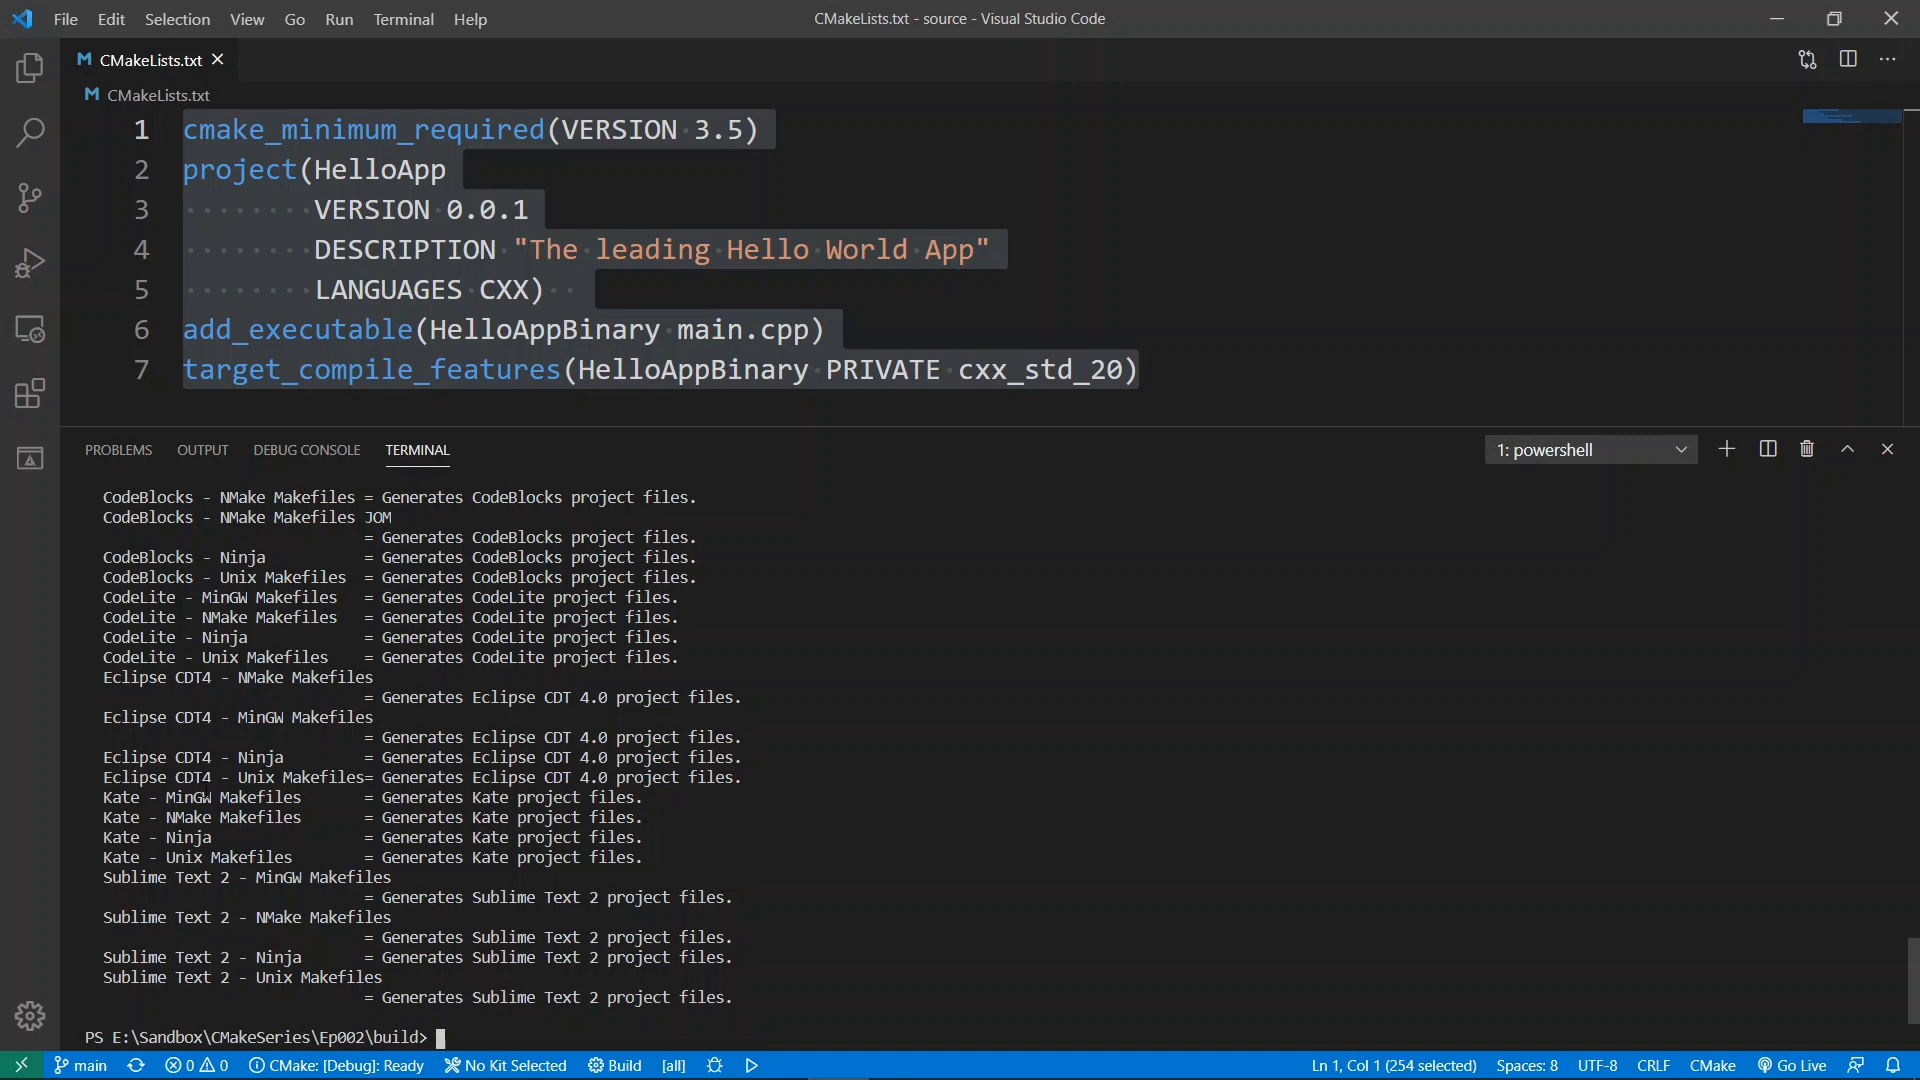 File Edit Selection View Go Run Terminal Help
CMakeLists.txt - source - Visual Studio Code
CMakeLists.txt
CMakeLists.txt
1 cmake_minimum_required(VERSION 3.5)
2 project(HelloApp
3 VERSION 0.0.1
4 DESCRIPTION "The leading Hello World App"
5 LANGUAGES CXX)
6 add_executable(HelloAppBinary main.cpp)
7 target_compile_features(HelloAppBinary PRIVATE cxx_std_20)
PROBLEMS OUTPUT DEBUG CONSOLE TERMINAL
1: powershell
CodeBlocks - NMake Makefiles = Generates CodeBlocks project files.
CodeBlocks - NMake Makefiles JOM
= Generates CodeBlocks project files.
CodeBlocks - Ninja = Generates CodeBlocks project files.
CodeBlocks - Unix Makefiles = Generates CodeBlocks project files.
CodeLite - MinGW Makefiles = Generates CodeLite project files.
CodeLite - NMake Makefiles = Generates CodeLite project files.
CodeLite - Ninja = Generates CodeLite project files.
CodeLite - Unix Makefiles = Generates CodeLite project files.
Eclipse CDT4 - NMake Makefiles
= Generates Eclipse CDT 4.0 project files.
Eclipse CDT4 - MinGW Makefiles
= Generates Eclipse CDT 4.0 project files.
Eclipse CDT4 - Ninja = Generates Eclipse CDT 4.0 project files.
Eclipse CDT4 - Unix Makefiles= Generates Eclipse CDT 4.0 project files.
Kate - MinGW Makefiles = Generates Kate project files.
Kate - NMake Makefiles = Generates Kate project files.
Kate - Ninja = Generates Kate project files.
Kate - Unix Makefiles = Generates Kate project files.
Sublime Text 2 - MinGW Makefiles
= Generates Sublime Text 2 project files.
Sublime Text 2 - NMake Makefiles
= Generates Sublime Text 2 project files.
Sublime Text 2 - Ninja = Generates Sublime Text 2 project files.
Sublime Text 2 - Unix Makefiles
= Generates Sublime Text 2 project files.
PS E:\Sandbox\CMakeSeries\Ep002\build>
main 0 0 CMake: [Debug]: Ready No Kit Selected Build [all] Ln 1, Col 1 (254 selected) Spaces: 8 UTF-8 CRLF CMake Go Live